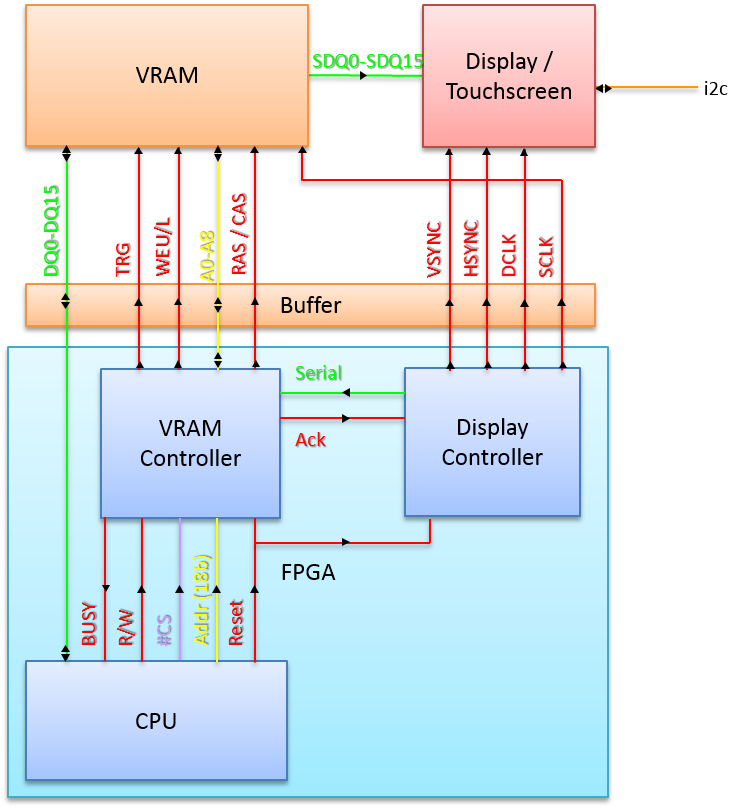 VRAM
SDQ0-SDQ15
Display /
Touchscreen
i2c
DQ0-DQ15
TRG
WEU/L
A0-A8
RAS / CAS
VSYNC
HSYNC
DCLK
SCLK
Buffer
Serial
VRAM
Controller
Ack
Display
Controller
FPGA
BUSY
R/W
#CS
Addr (18b)
Reset
CPU